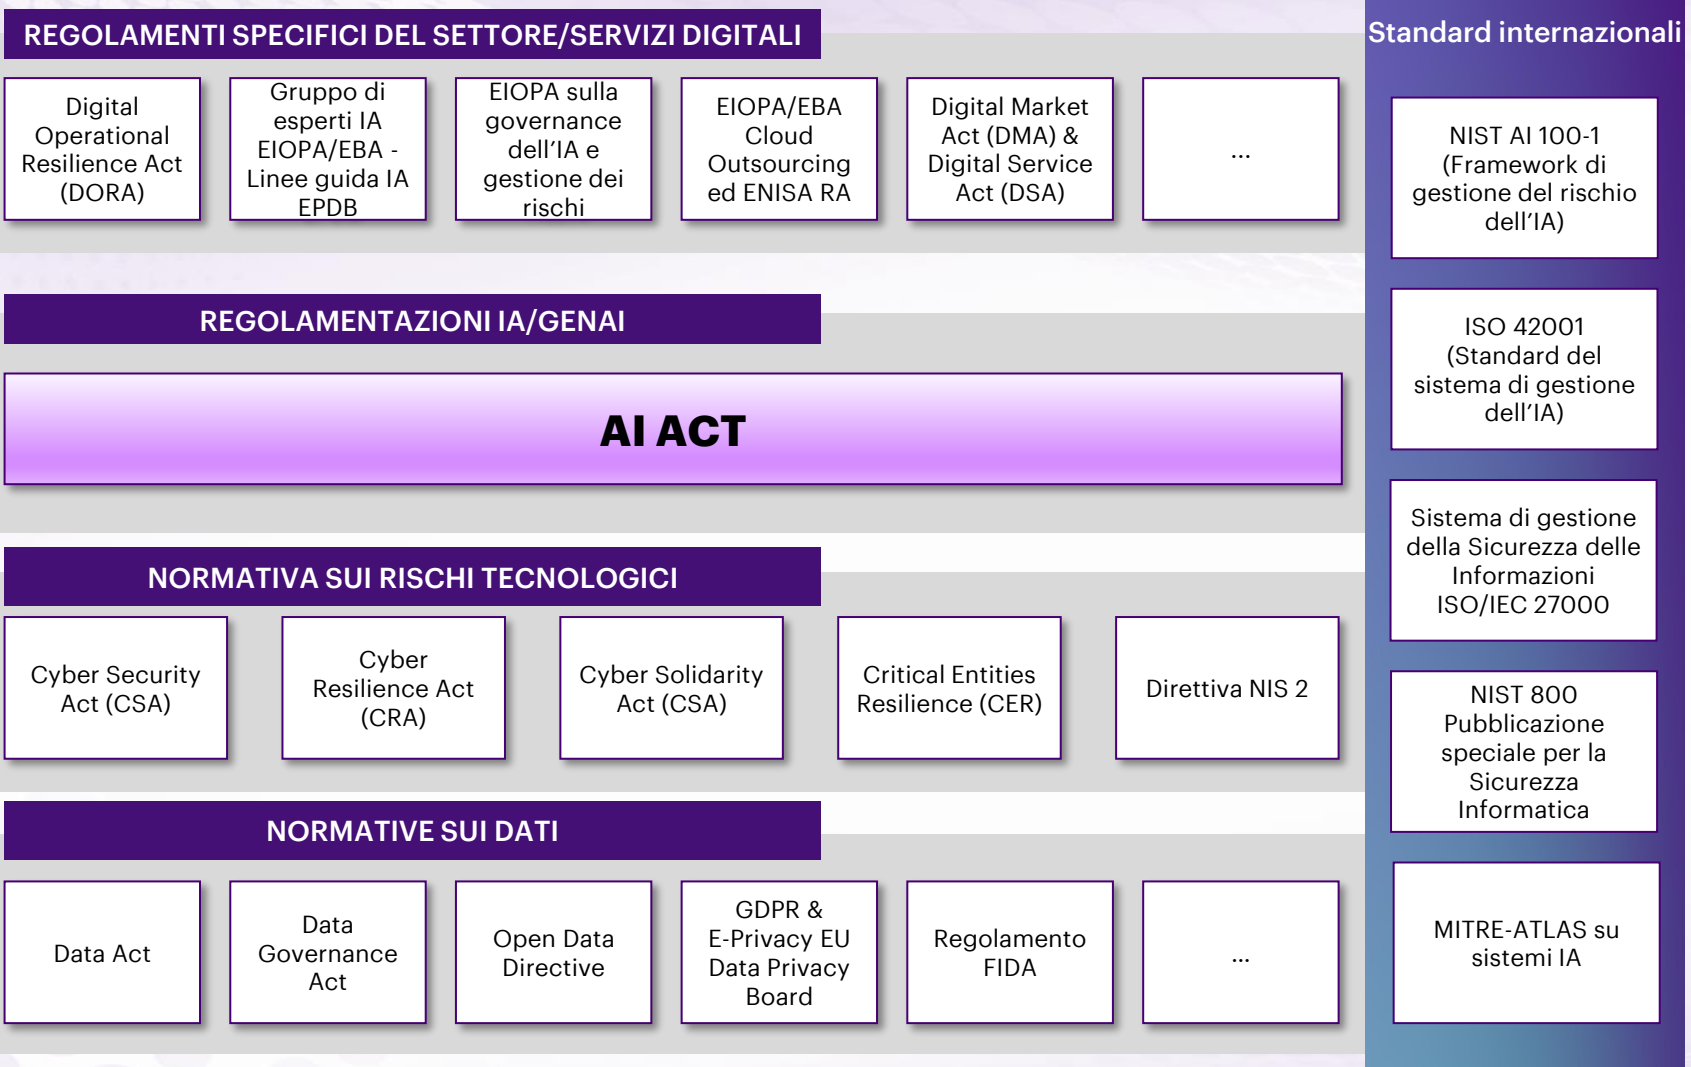 REGOLAMENTI SPECIFICI DEL SETTORE/SERVIZI DIGITALI
Digital
Operational
Resilience Act
(DORA)
Gruppo di
esperti IA
EIOPA/EBA -
Linee guida IA
EPDB
EIOPA sulla
governance
dell'IA e
gestione dei
rischi
EIOPA/EBA
Cloud
Outsourcing
ed ENISA RA
Digital Market
Act (DMA) &
Digital Service
Act (DSA)
...
REGOLAMENTAZIONI IA/GENAI
AI ACT
NORMATIVA SUI RISCHI TECNOLOGICI
Cyber Security
Act (CSA)
Cyber
Resilience Act
(CRA)
Cyber Solidarity
Act (CSA)
Critical Entities
Resilience (CER)
Direttiva NIS 2
NORMATIVE SUI DATI
Data Act
Data
Governance
Act
Open Data
Directive
GDPR &
E-Privacy EU
Data Privacy
Board
Regolamento
FIDA
...
Standard internazionali
NIST AI 100-1
(Framework di
gestione del rischio
dell'IA)
ISO 42001
(Standard del
sistema di gestione
dell'IA)
Sistema di gestione
della Sicurezza delle
Informazioni
ISO/IEC 27000
NIST 800
Pubblicazione
speciale per la
Sicurezza
Informatica
MITRE-ATLAS su
sistemi IA